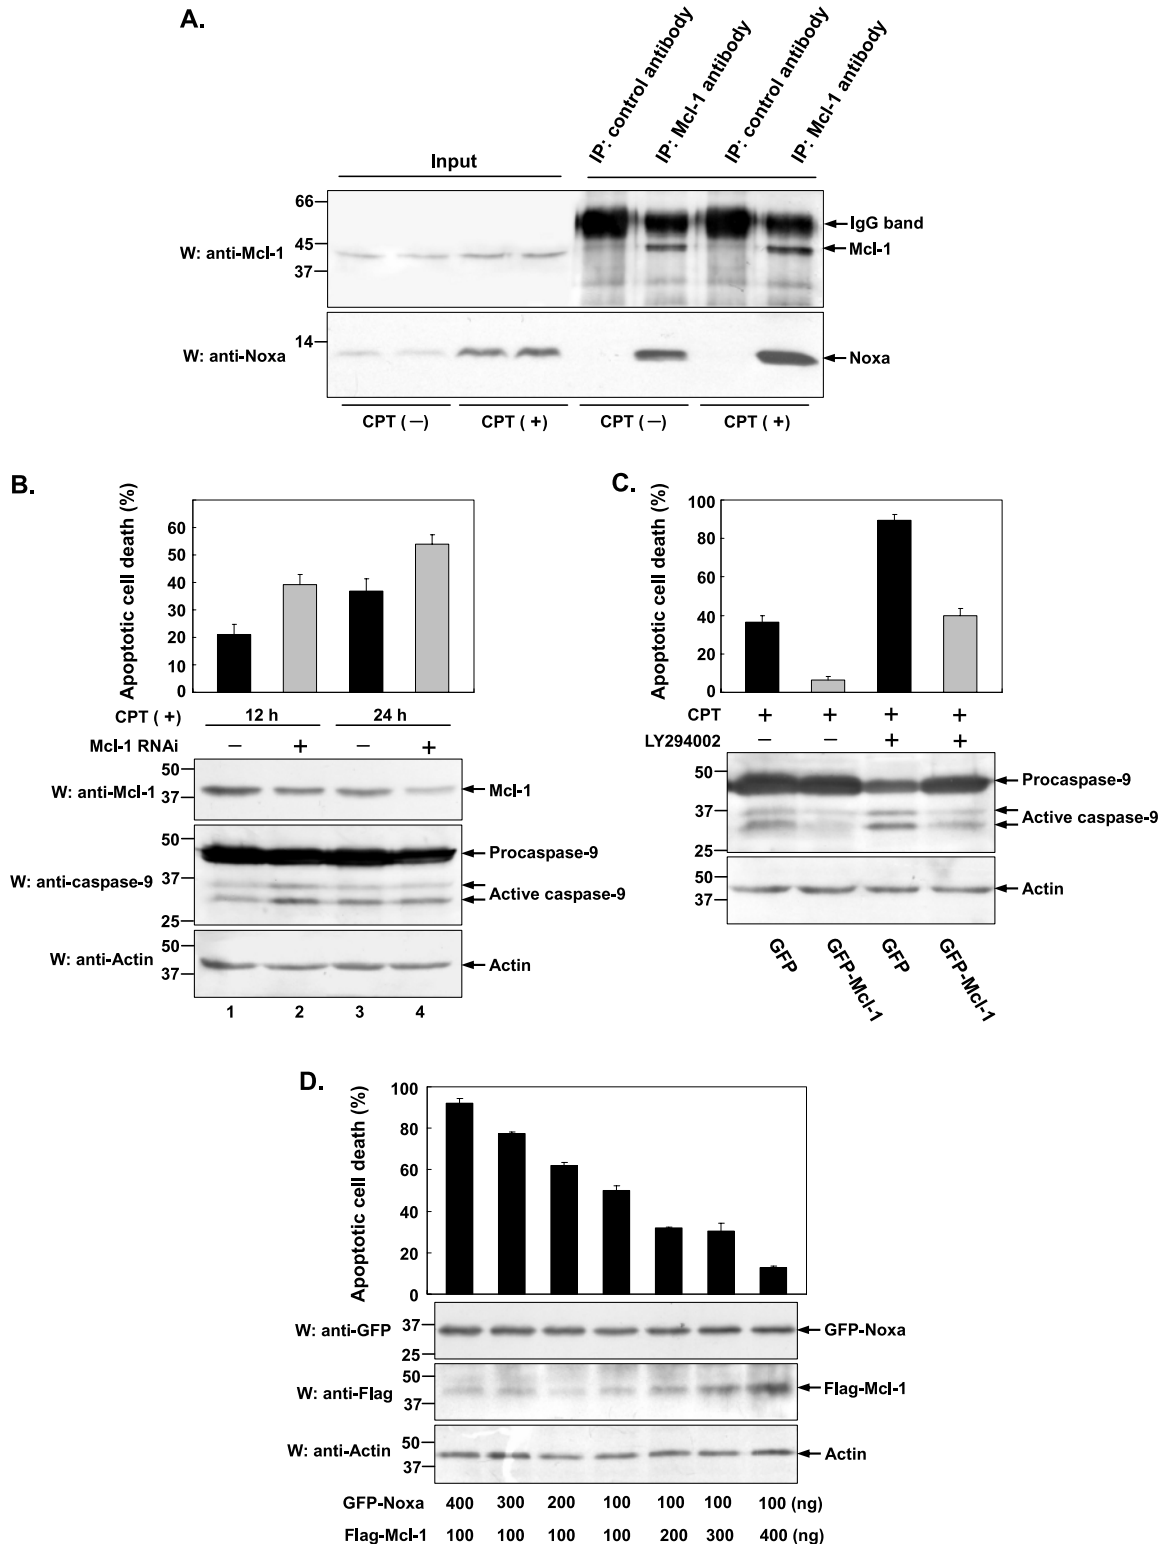 A.
IP: control antibody
IP: Mcl-1 antibody
IP: control antibody
IP: Mcl-1 antibody
Input
66
45
37
W: anti-Mcl-1
IgG band
Mcl-1
14
W: anti-Noxa
Noxa
CPT (−) CPT (+) CPT (−) CPT (+)
B.
Apoptotic cell death (%)
60
50
40
30
20
10
0
CPT (+) 12 h 24 h
Mcl-1 RNAi − + − +
50
37
W: anti-Mcl-1
Mcl-1
50
37
25
W: anti-caspase-9
Procaspase-9
Active caspase-9
50
37
W: anti-Actin
Actin
1 2 3 4
C.
Apoptotic cell death (%)
100
80
60
40
20
0
CPT + + + +
LY294002 − − + +
50
37
25
Procaspase-9
Active caspase-9
50
37
Actin
GFP
GFP-Mcl-1
GFP
GFP-Mcl-1
D.
Apoptotic cell death (%)
100
80
60
40
20
0
W: anti-GFP
37
25
GFP-Noxa
W: anti-Flag
50
37
Flag-Mcl-1
W: anti-Actin
50
37
Actin
GFP-Noxa 400 300 200 100 100 100 100 (ng)
Flag-Mcl-1 100 100 100 100 200 300 400 (ng)